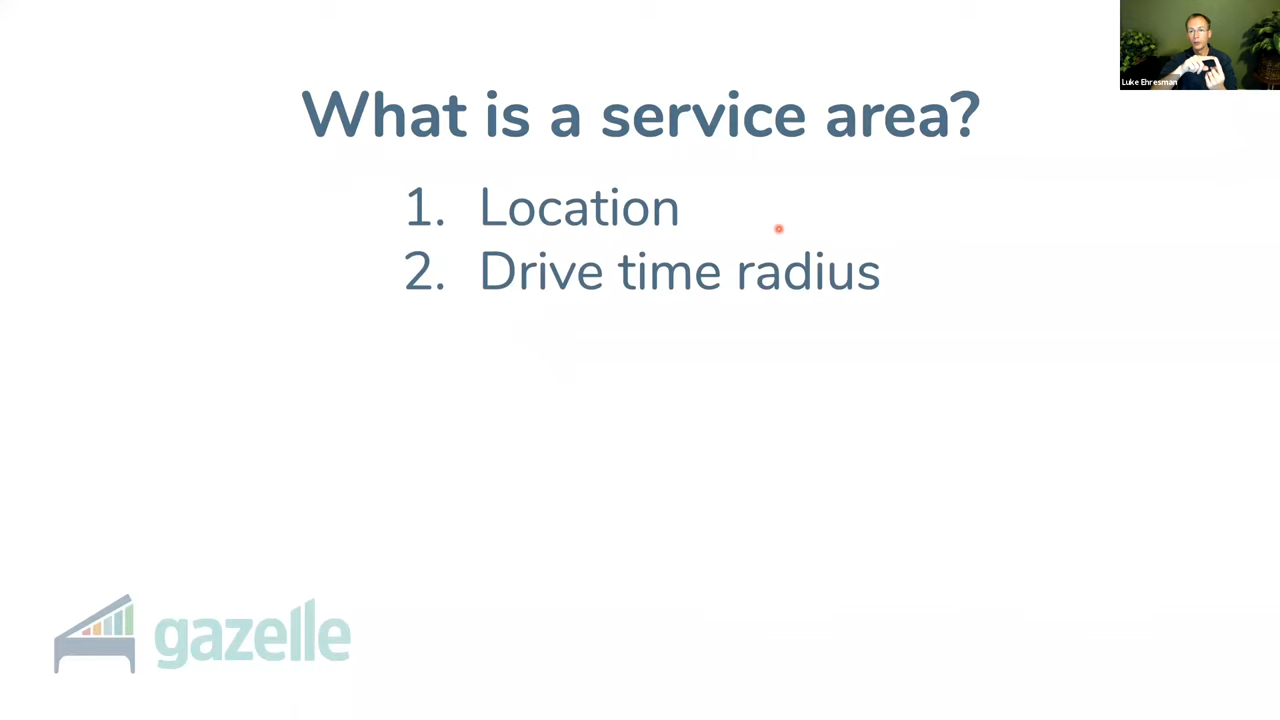 What is a service area?
1. Location
2. Drive time radius
Luke Ehresman
gazelle